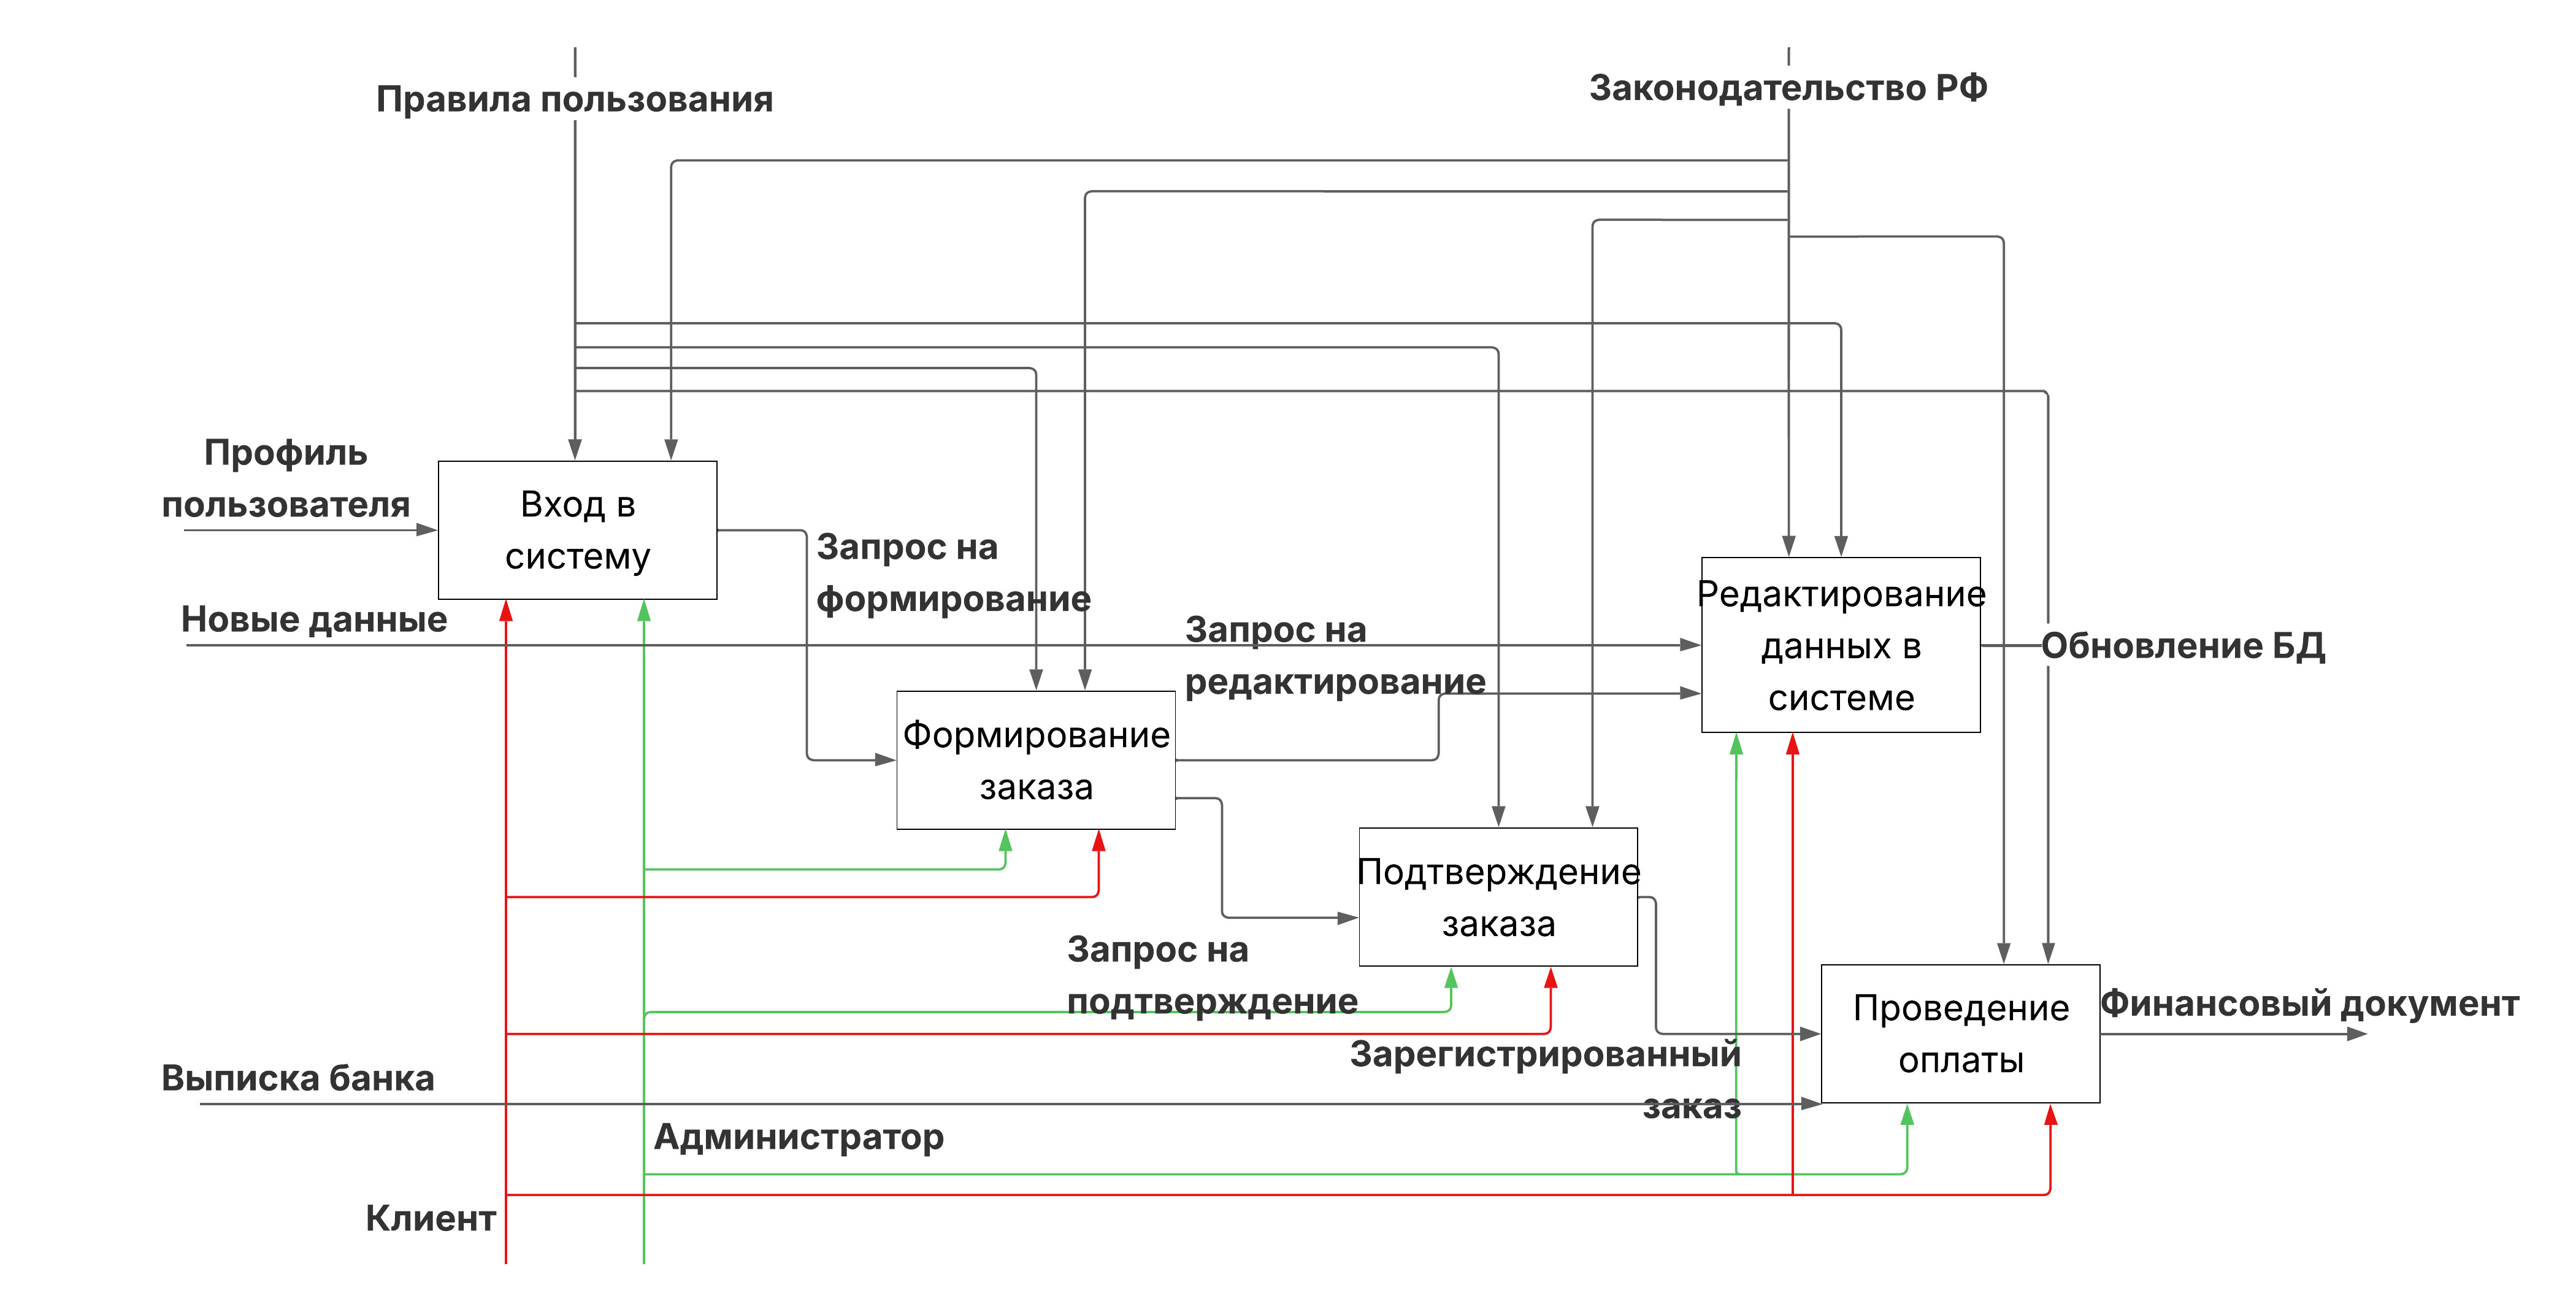 Правила пользования
Законодательство РФ
Профиль
пользователя
Вход в
систему
Запрос на
формирование
Новые данные
Запрос на
редактирование
Редактирование
данных в
системе
Обновление БД
Формирование
заказа
Подтверждение
заказа
Запрос на
подтверждение
Проведение
оплаты
Финансовый документ
Зарегистрированный
заказ
Выписка банка
Администратор
Клиент